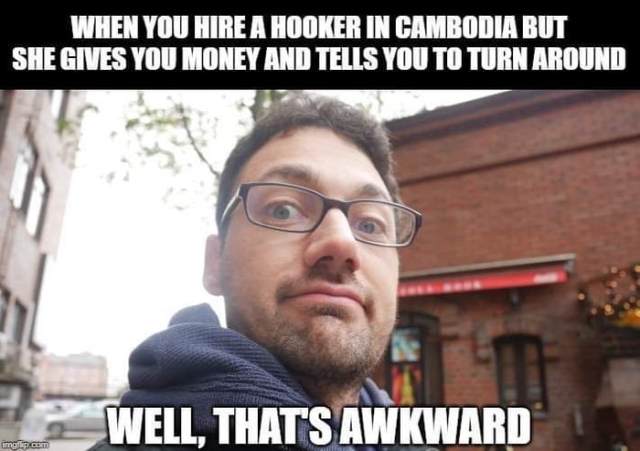 WHEN YOU HIRE A HOOKER IN CAMBODIA BUT
SHE GIVES YOU MONEY AND TELLS YOU TO TURN AROUND
WELL, THAT'S AWKWARD
imgflip.com